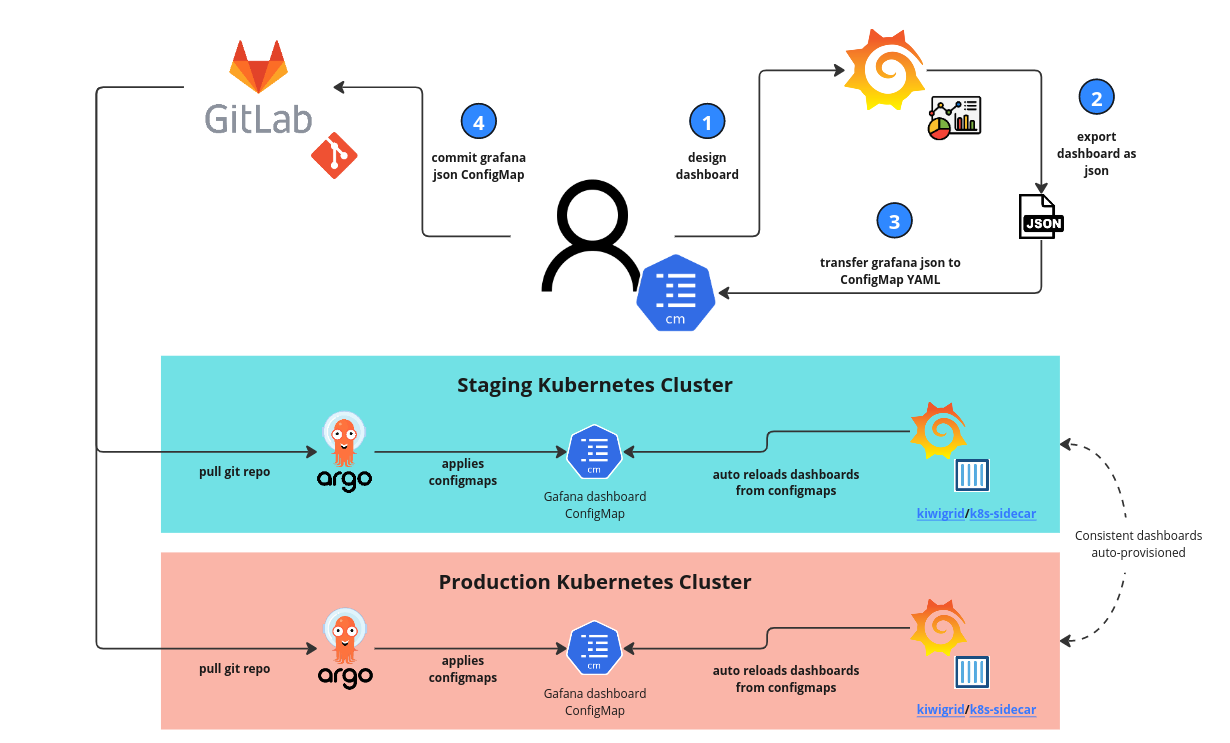 GitLab
4
commit grafana
json ConfigMap
1
design
dashboard
2
export
dashboard as
json
JSON
3
transfer grafana json to
ConfigMap YAML
cm
Staging Kubernetes Cluster
pull git repo
argo
applies
configmaps
cm
Gafana dashboard
ConfigMap
auto reloads dashboards
from configmaps
kiwigrid/k8s-sidecar
Consistent dashboards
auto-provisioned
Production Kubernetes Cluster
pull git repo
argo
applies
configmaps
cm
Gafana dashboard
ConfigMap
auto reloads dashboards
from configmaps
kiwigrid/k8s-sidecar